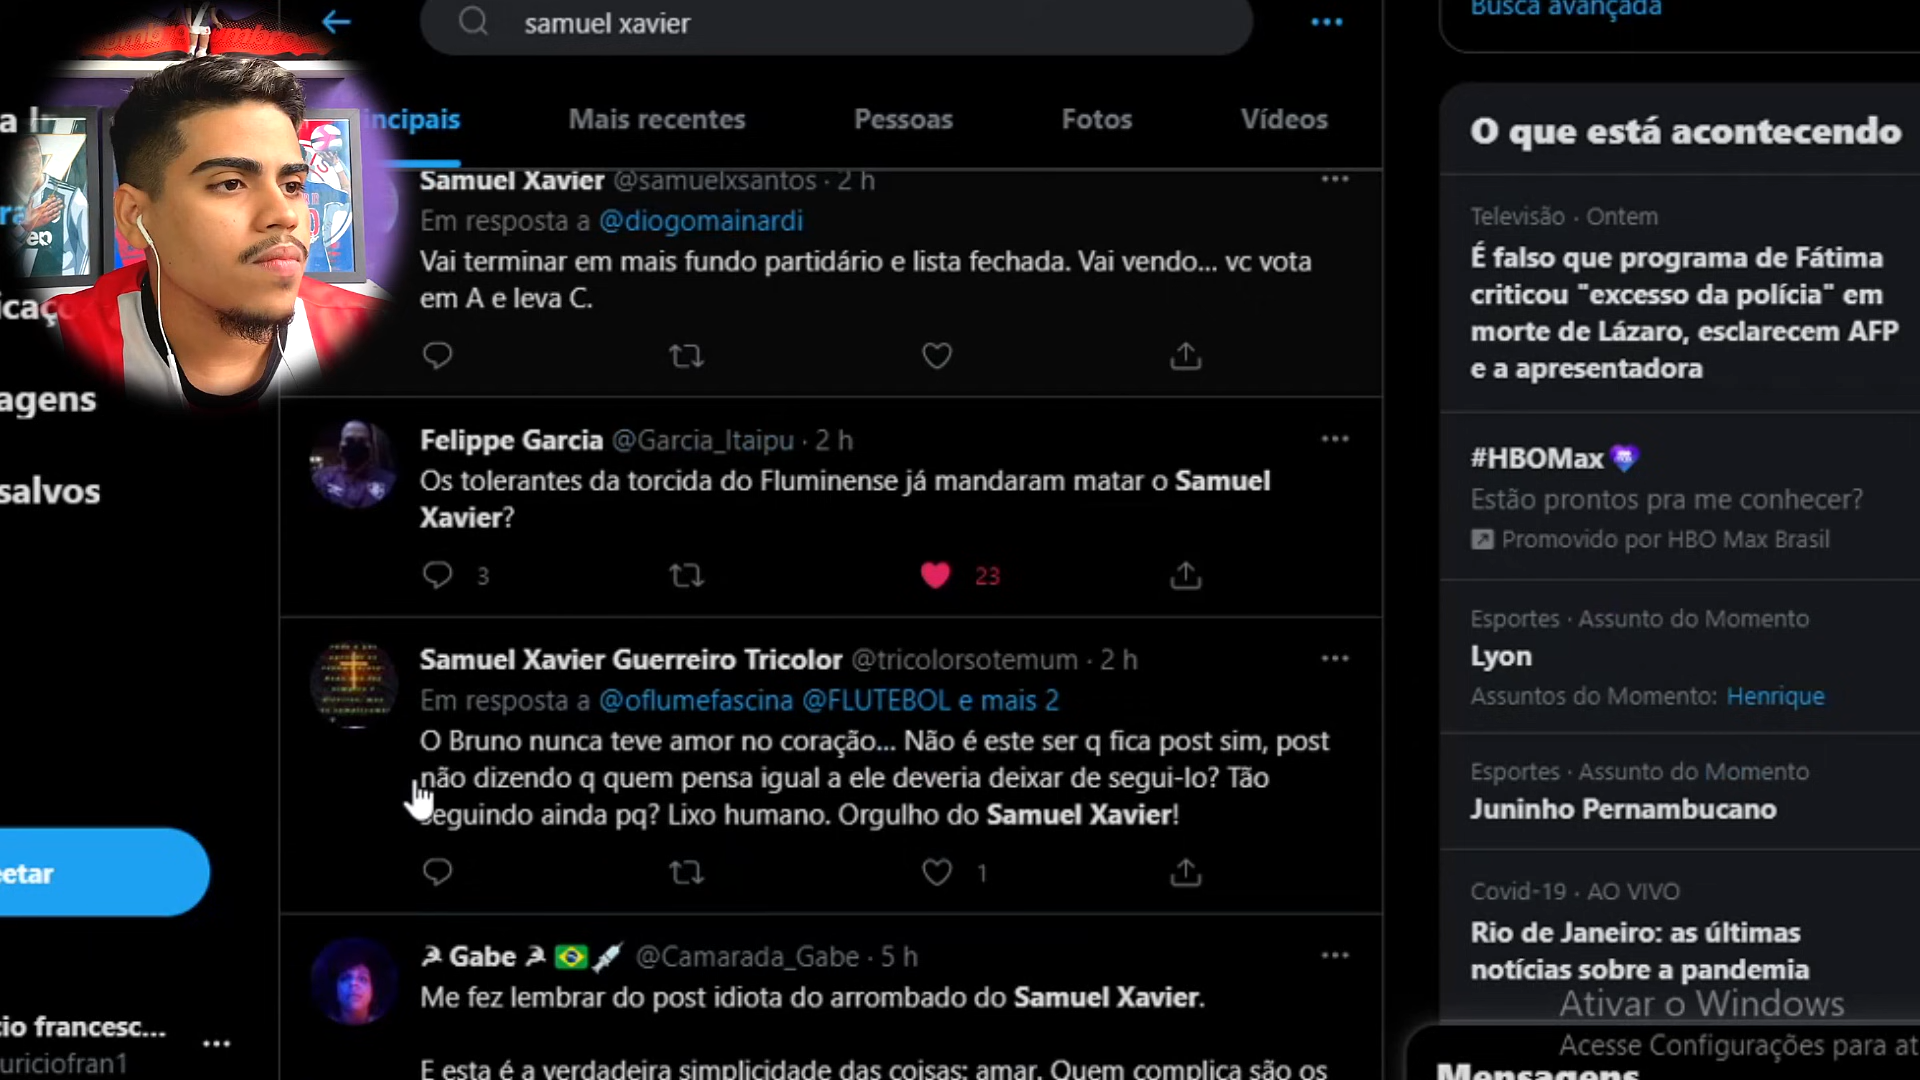 samuel xavier
Busca avançada
ncipais
Mais recentes
Pessoas
Fotos
Vídeos
Samuel Xavier @samuelxsantos · 2 h
Em resposta a @diogomainardi
Vai terminar em mais fundo partidário e lista fechada. Vai vendo... vc vota
em A e leva C.
Felippe Garcia @Garcia_Itaipu · 2 h
Os tolerantes da torcida do Fluminense já mandaram matar o Samuel
Xavier?
3
23
Samuel Xavier Guerreiro Tricolor @tricolorsotemum · 2 h
Em resposta a @oflumefascina @FLUTEBOL e mais 2
O Bruno nunca teve amor no coração... Não é este ser q fica post sim, post
não dizendo q quem pensa igual a ele deveria deixar de segui-lo? Tão
seguindo ainda pq? Lixo humano. Orgulho do Samuel Xavier!
1
☭ Gabe ☭ 🇧🇷💉 @Camarada_Gabe · 5 h
Me fez lembrar do post idiota do arrombado do Samuel Xavier.
E esta é a verdadeira simplicidade das coisas: amar. Quem complica são os
icaç
agens
salvos
etar
cio francesc...
uriciofran1
O que está acontecendo
Televisão · Ontem
É falso que programa de Fátima
criticou "excesso da polícia" em
morte de Lázaro, esclarecem AFP
e a apresentadora
#HBOMax
Estão prontos pra me conhecer?
Promovido por HBO Max Brasil
Esportes · Assunto do Momento
Lyon
Assuntos do Momento: Henrique
Esportes · Assunto do Momento
Juninho Pernambucano
Covid-19 · AO VIVO
Rio de Janeiro: as últimas
notícias sobre a pandemia
Ativar o Windows
Acesse Configurações para at
Mensagens